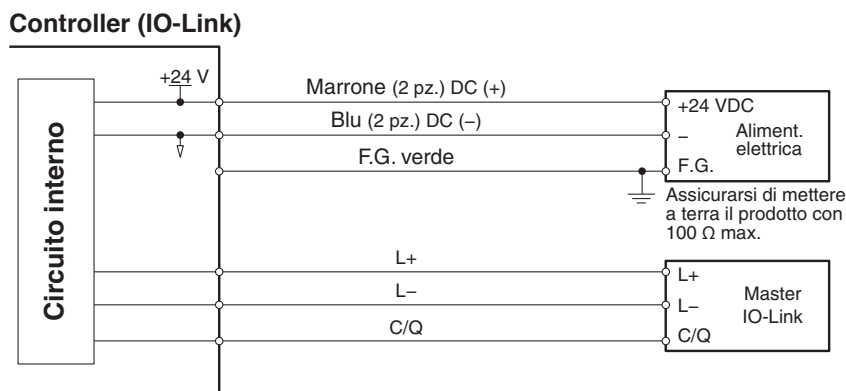 Controller (IO-Link)
+24 V
Marrone (2 pz.) DC (+)
Blu (2 pz.) DC (−)
F.G. verde
Circuito interno
+24 VDC
−
Aliment.
elettrica
F.G.
Assicurarsi di mettere
a terra il prodotto con
100 Ω max.
L+
L−
C/Q
L+
L−
C/Q
Master
IO-Link